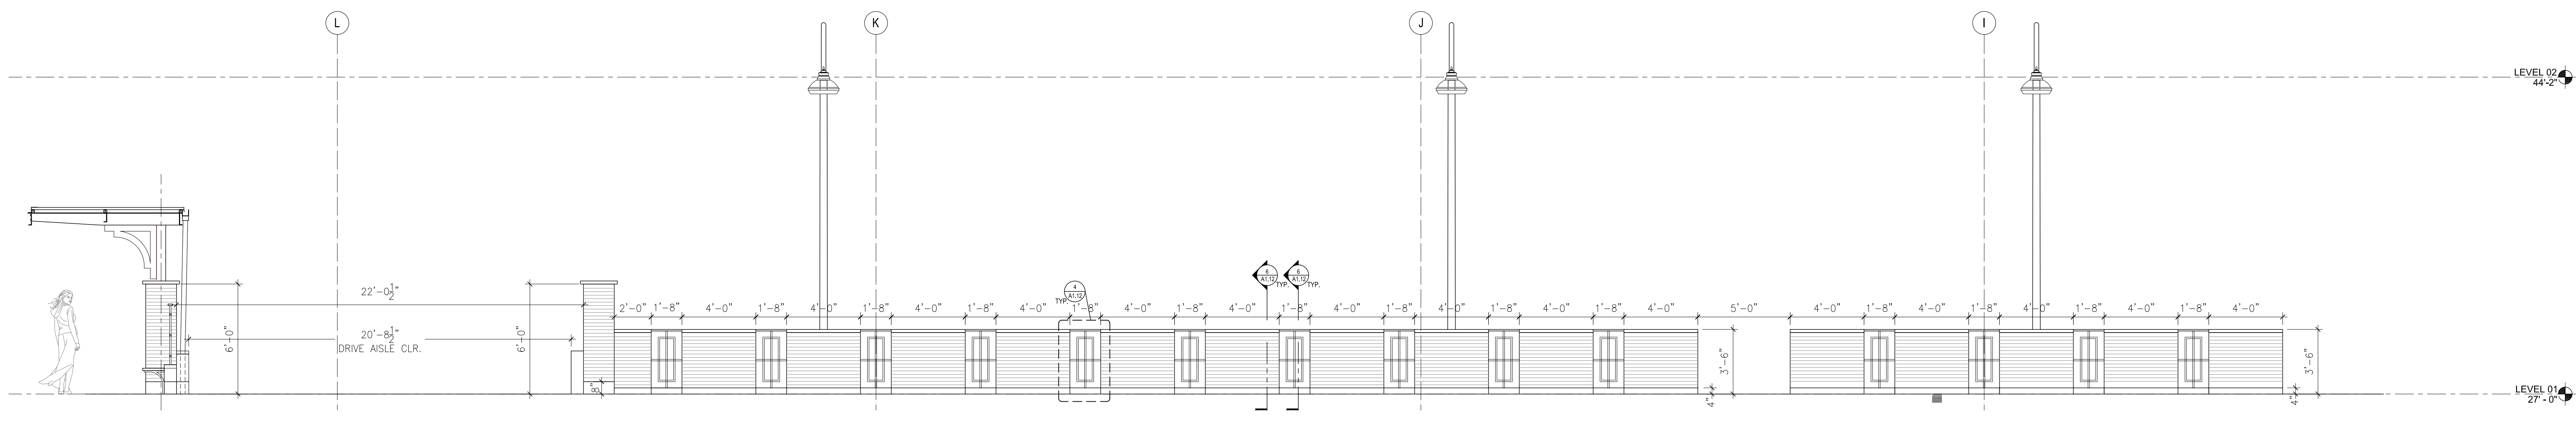 L
K
J
I
LEVEL 02
44'-2"
22'-0 1/2"
20'-8 1/2"
DRIVE AISLE CLR.
6'-0"
6'-0"
8"
4
A1.12
TYP.
6
A1.12
TYP.
6
A1.12
TYP.
2'-0" 1'-8" 4'-0" 1'-8" 4'-0" 1'-8" 4'-0" 1'-8" 4'-0" 1'-8" 4'-0" 1'-8" 4'-0" 1'-8" 4'-0" 1'-8" 4'-0" 1'-8" 4'-0" 1'-8" 4'-0" 5'-0" 4'-0" 1'-8" 4'-0" 1'-8" 4'-0" 1'-8" 4'-0" 1'-8" 4'-0"
3'-6"
4"
3'-6"
4"
LEVEL 01
27' - 0"